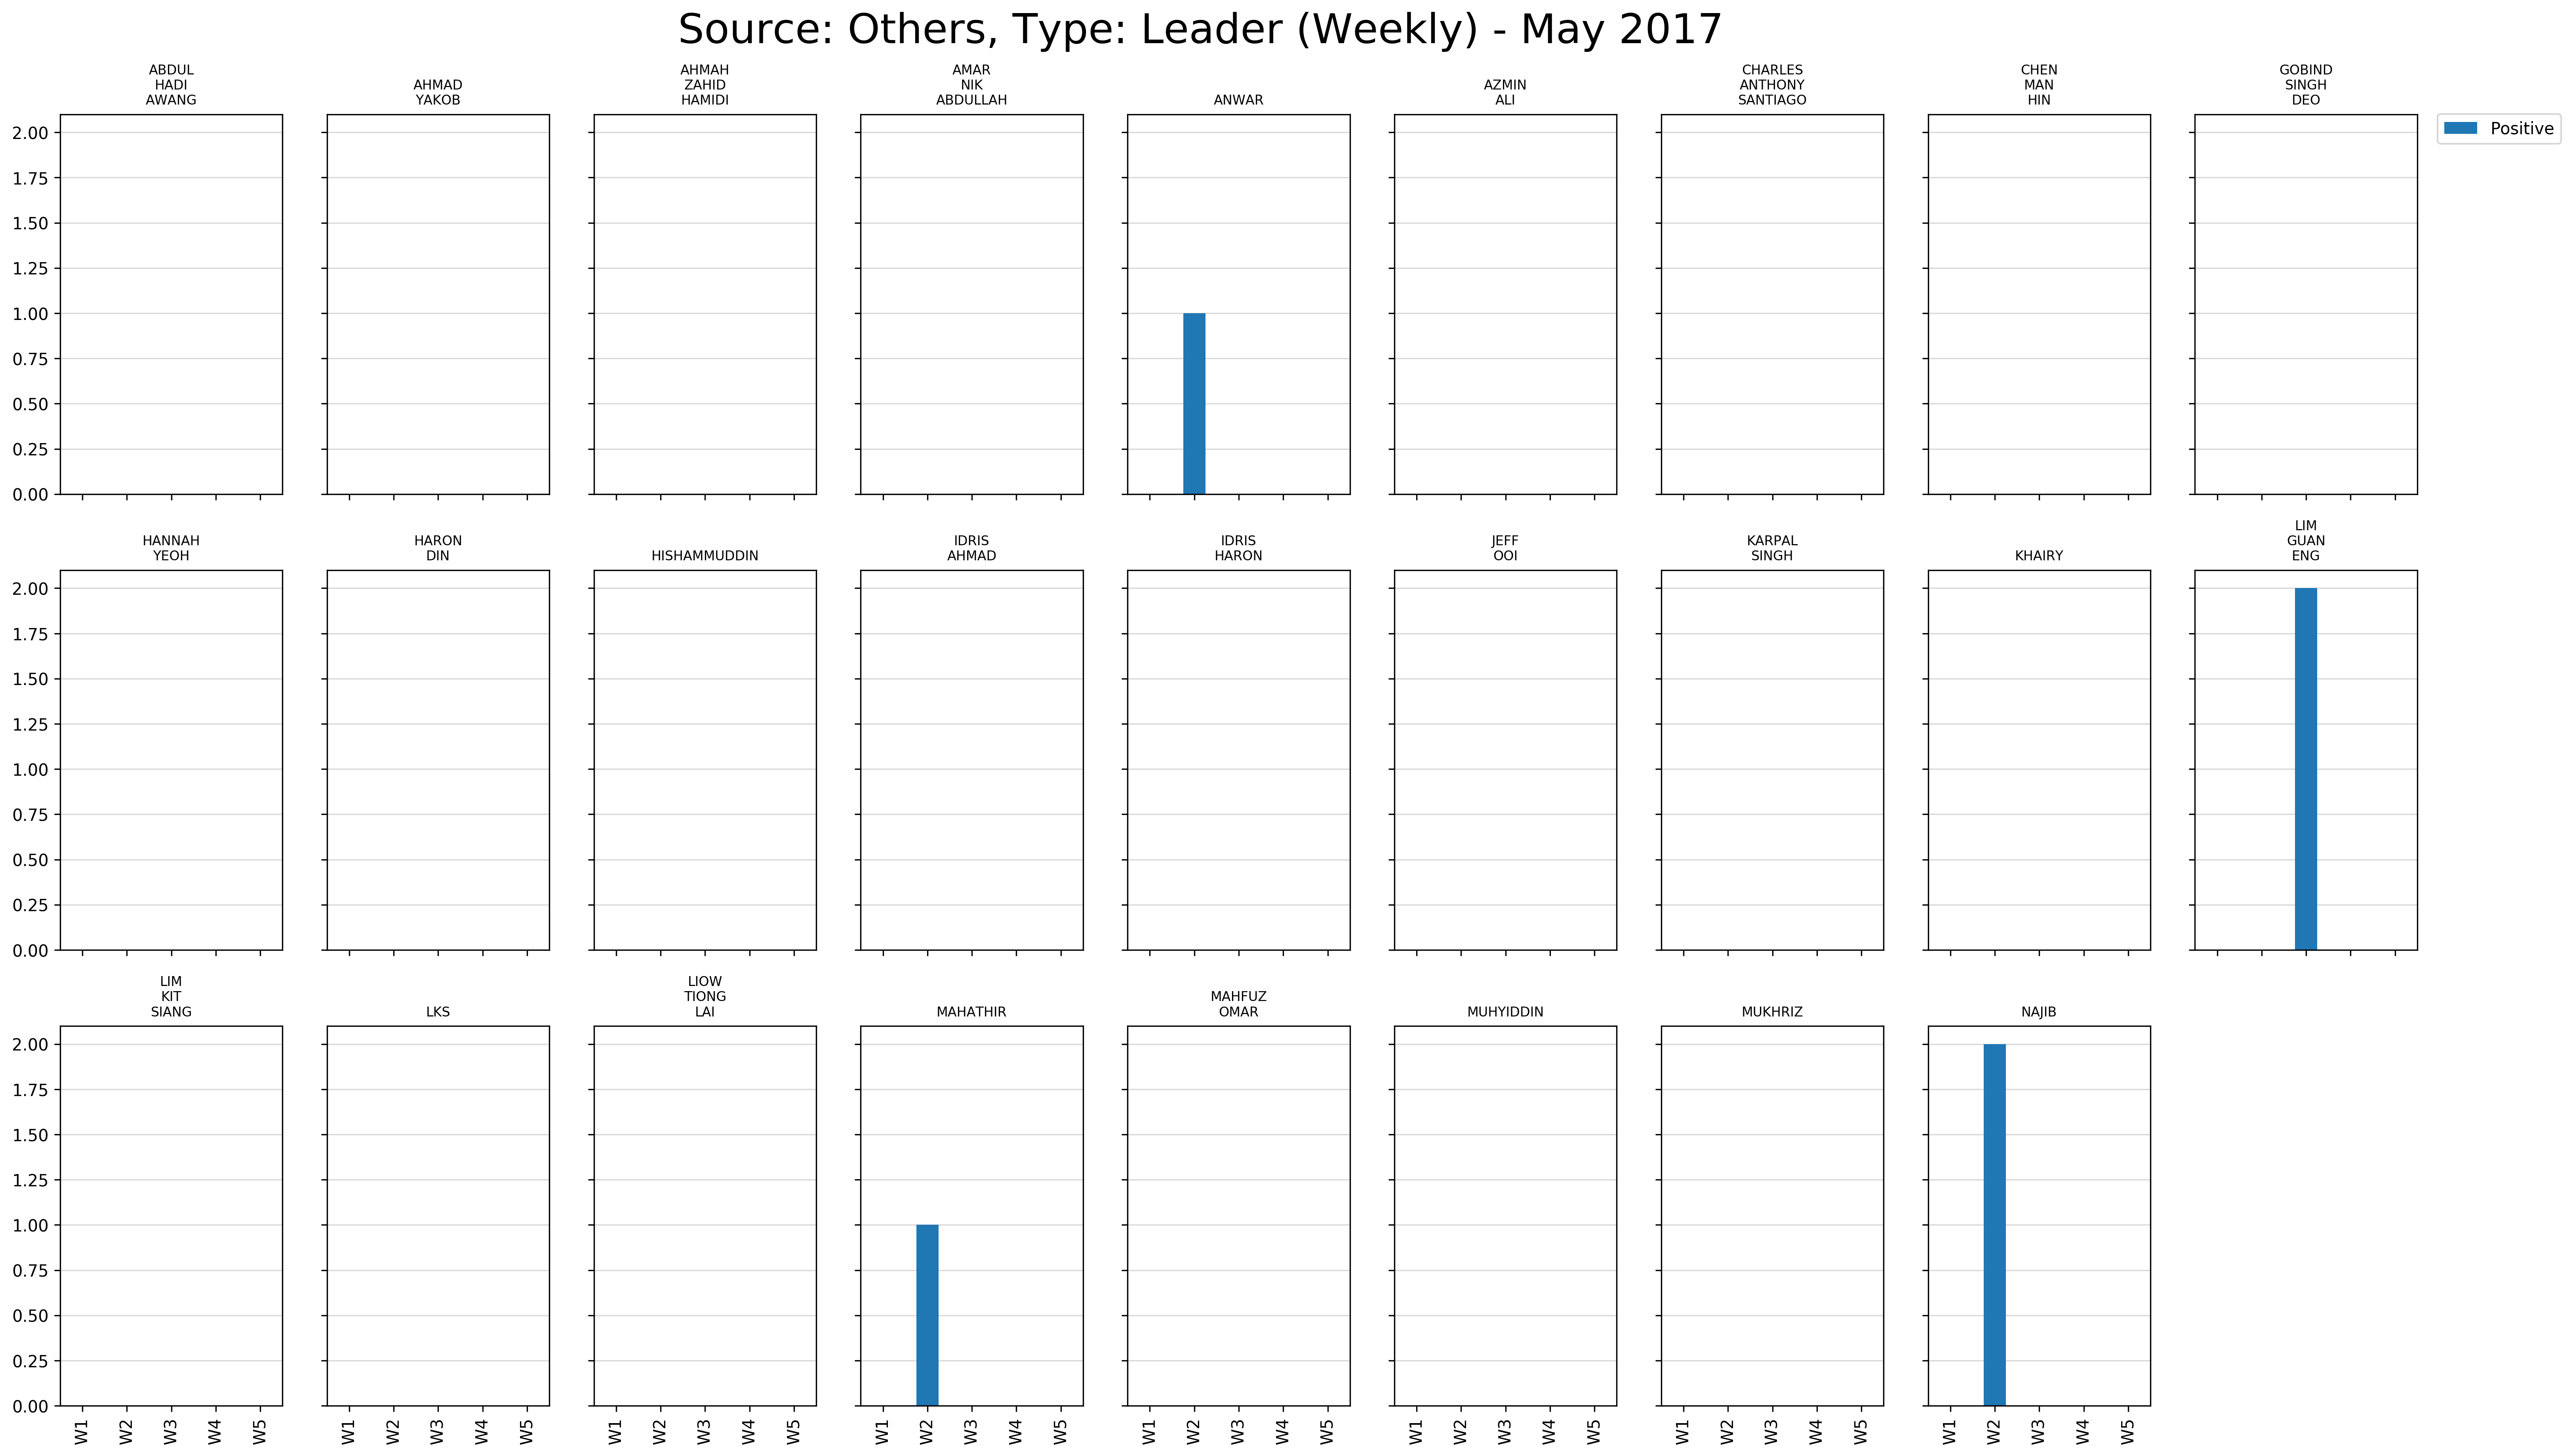 Source: Others, Type: Leader (Weekly) - May 2017
ABDUL
HADI
AWANG
AHMAD
YAKOB
AHMAH
ZAHID
HAMIDI
AMAR
NIK
ABDULLAH
ANWAR
AZMIN
ALI
CHARLES
ANTHONY
SANTIAGO
CHEN
MAN
HIN
GOBIND
SINGH
DEO
Positive
2.00
1.75
1.50
1.25
1.00
0.75
0.50
0.25
0.00
HANNAH
YEOH
HARON
DIN
HISHAMMUDDIN
IDRIS
AHMAD
IDRIS
HARON
JEFF
OOI
KARPAL
SINGH
KHAIRY
LIM
GUAN
ENG
2.00
1.75
1.50
1.25
1.00
0.75
0.50
0.25
0.00
LIM
KIT
SIANG
LKS
LIOW
TIONG
LAI
MAHATHIR
MAHFUZ
OMAR
MUHYIDDIN
MUKHRIZ
NAJIB
2.00
1.75
1.50
1.25
1.00
0.75
0.50
0.25
0.00
W1 W2 W3 W4 W5
W1 W2 W3 W4 W5
W1 W2 W3 W4 W5
W1 W2 W3 W4 W5
W1 W2 W3 W4 W5
W1 W2 W3 W4 W5
W1 W2 W3 W4 W5
W1 W2 W3 W4 W5